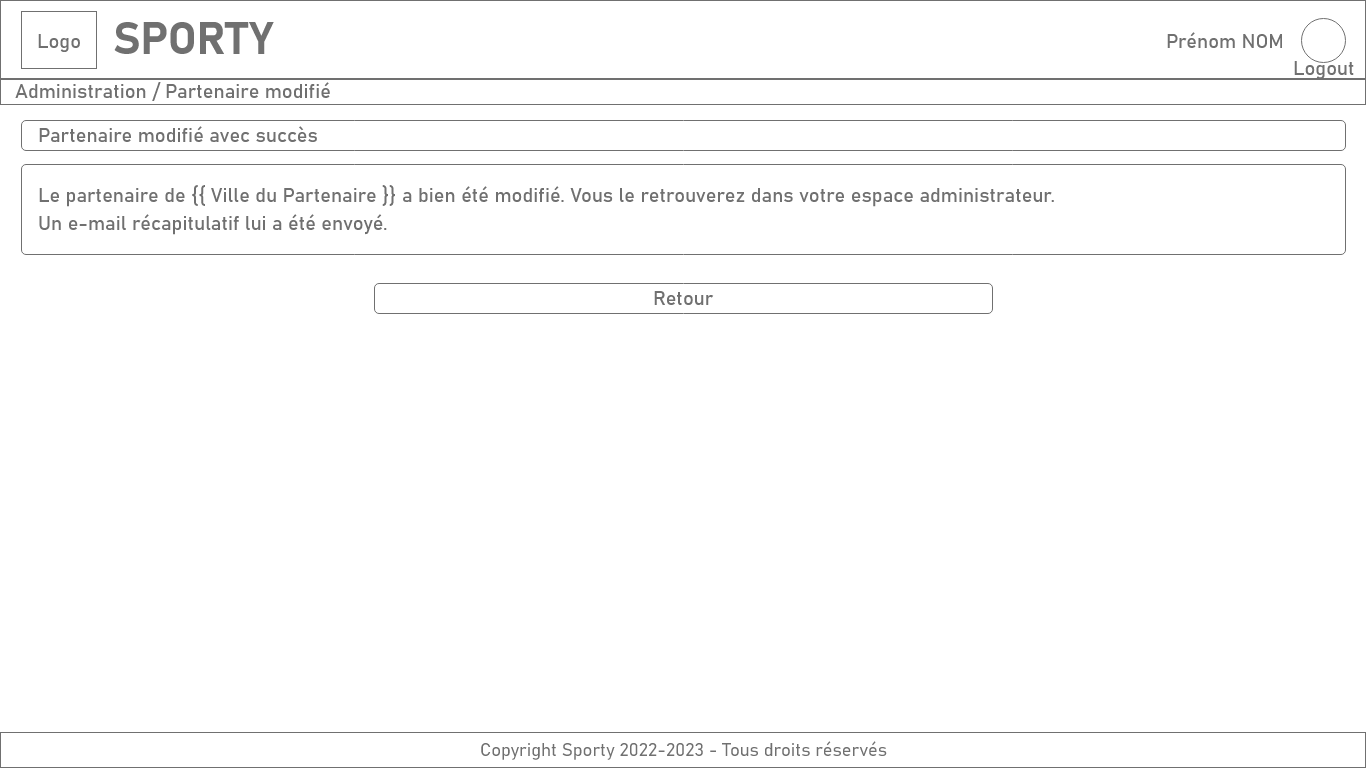 Logo
SPORTY
Prénom NOM
Logout
Administration / Partenaire modifié
Partenaire modifié avec succès
Le partenaire de {{ Ville du Partenaire }} a bien été modifié. Vous le retrouverez dans votre espace administrateur.
Un e-mail récapitulatif lui a été envoyé.
Retour
Copyright Sporty 2022-2023 - Tous droits réservés